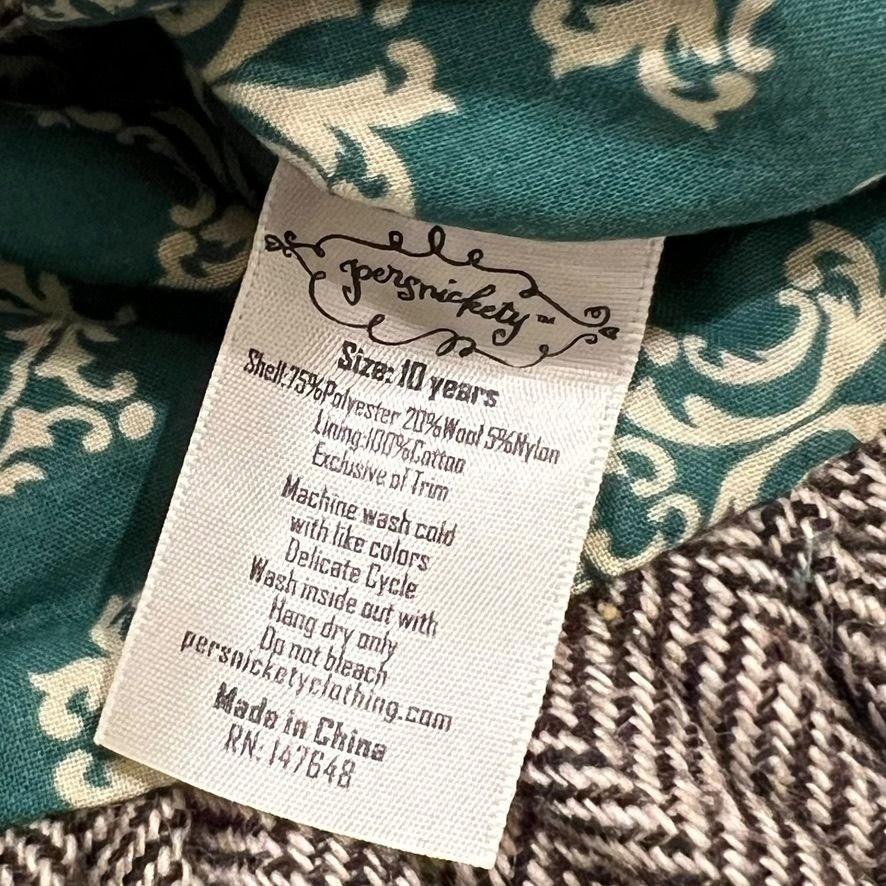 persnickety™
Size: 10 years
Shell:75%Polyester 20%Wool 5%Nylon
Lining:100%Cotton
Exclusive of Trim
Machine wash cold
with like colors
Delicate Cycle
Wash inside out with
Hang dry only
Do not bleach
persnicketyclothing.com
Made in China
RN: 147648